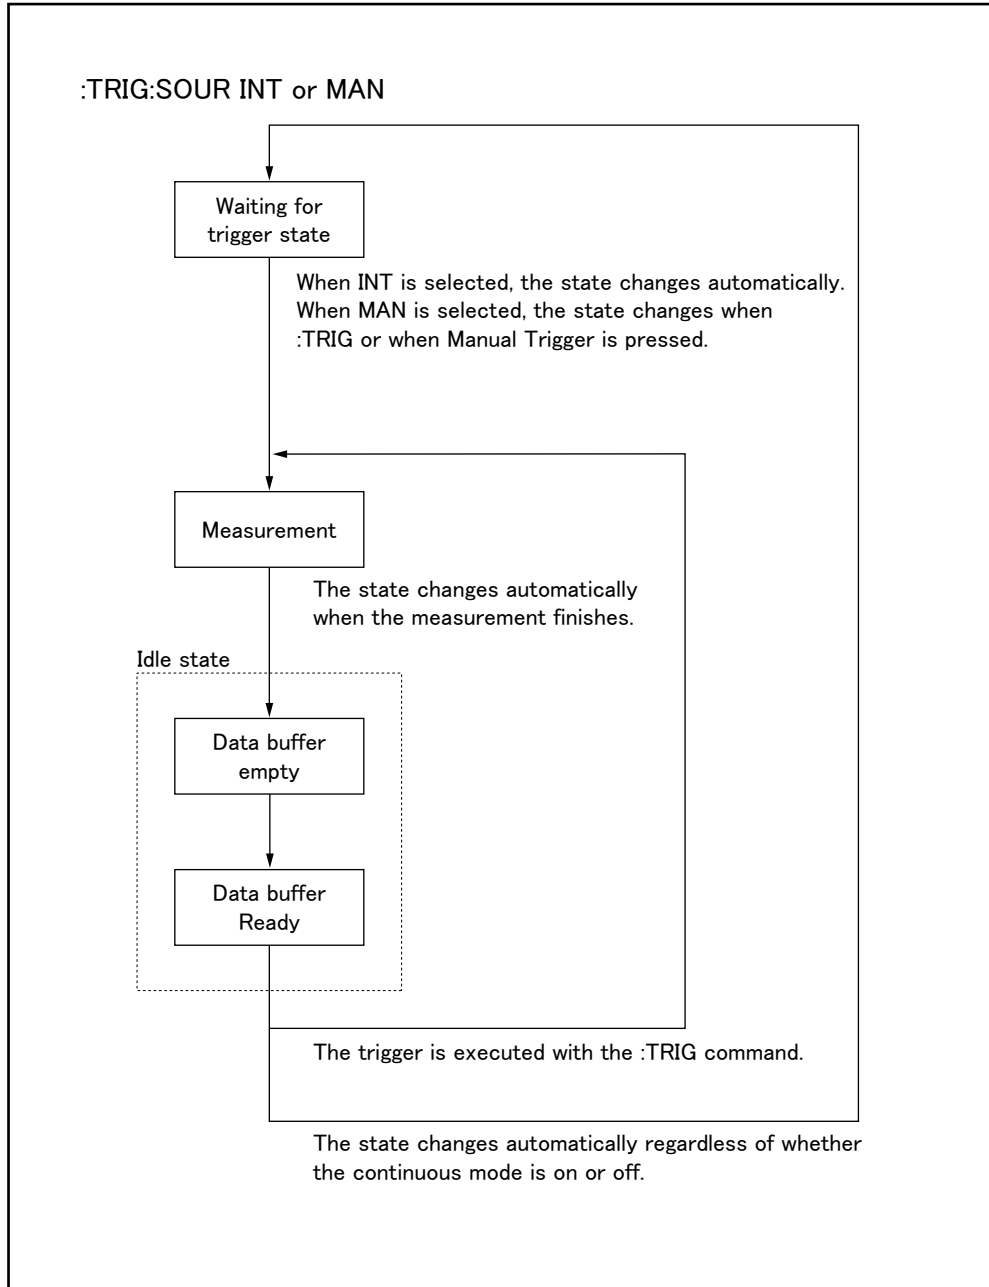 :TRIG:SOUR INT or MAN
Waiting for
trigger state
When INT is selected, the state changes automatically.
When MAN is selected, the state changes when
:TRIG or when Manual Trigger is pressed.
Measurement
The state changes automatically
when the measurement finishes.
Idle state
Data buffer
empty
Data buffer
Ready
The trigger is executed with the :TRIG command.
The state changes automatically regardless of whether
the continuous mode is on or off.